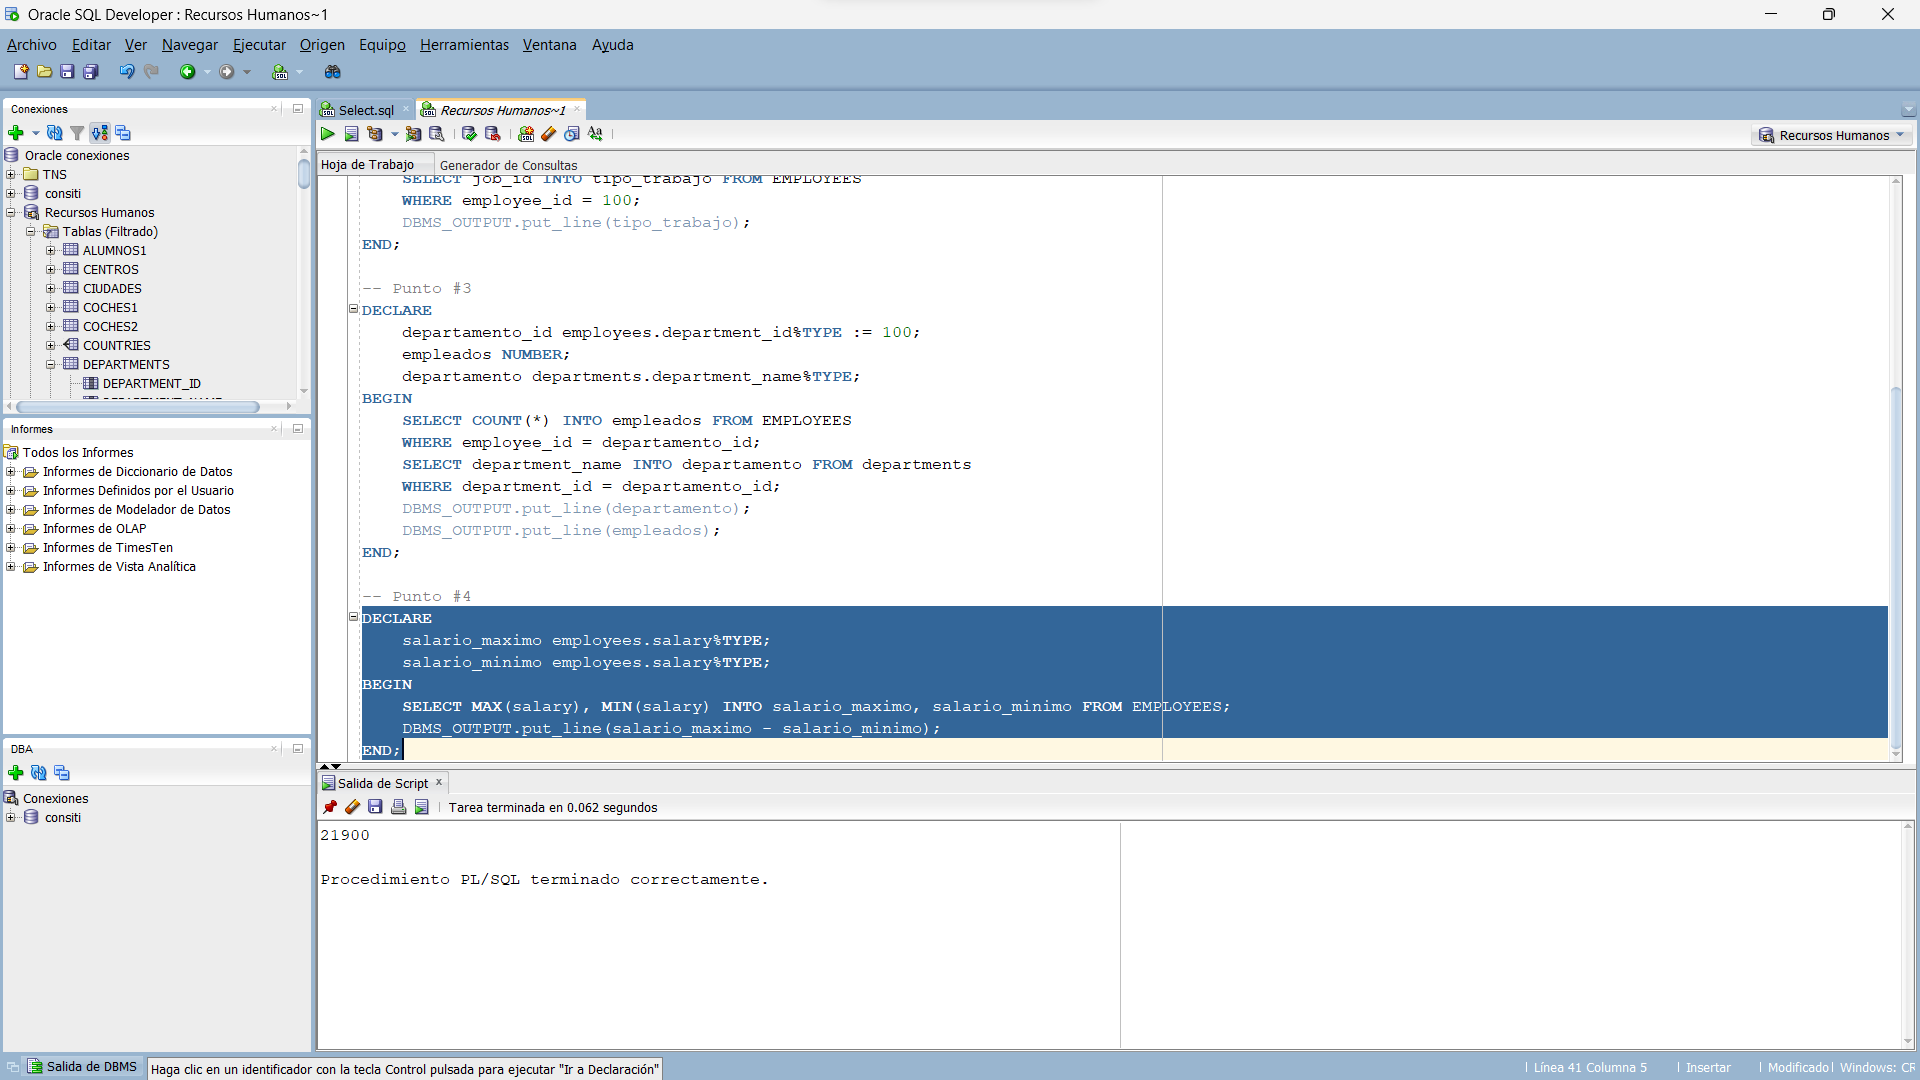 Oracle SQL Developer : Recursos Humanos~1
Archivo Editar Ver Navegar Ejecutar Origen Equipo Herramientas Ventana Ayuda
Conexiones
Oracle conexiones
TNS
consiti
Recursos Humanos
Tablas (Filtrado)
ALUMNOS1
CENTROS
CIUDADES
COCHES1
COCHES2
COUNTRIES
DEPARTMENTS
DEPARTMENT_ID
Informes
Todos los Informes
Informes de Diccionario de Datos
Informes Definidos por el Usuario
Informes de Modelador de Datos
Informes de OLAP
Informes de TimesTen
Informes de Vista Analítica
DBA
Conexiones
consiti
Select.sql
Recursos Humanos~1
Recursos Humanos
Hoja de Trabajo
Generador de Consultas
SELECT job_id INTO tipo_trabajo FROM EMPLOYEES
WHERE employee_id = 100;
DBMS_OUTPUT.put_line(tipo_trabajo);
END;
-- Punto #3
DECLARE
departamento_id employees.department_id%TYPE := 100;
empleados NUMBER;
departamento departments.department_name%TYPE;
BEGIN
SELECT COUNT(*) INTO empleados FROM EMPLOYEES
WHERE employee_id = departamento_id;
SELECT department_name INTO departamento FROM departments
WHERE department_id = departamento_id;
DBMS_OUTPUT.put_line(departamento);
DBMS_OUTPUT.put_line(empleados);
END;
-- Punto #4
DECLARE
salario_maximo employees.salary%TYPE;
salario_minimo employees.salary%TYPE;
BEGIN
SELECT MAX(salary), MIN(salary) INTO salario_maximo, salario_minimo FROM EMPLOYEES;
DBMS_OUTPUT.put_line(salario_maximo - salario_minimo);
END;
Salida de Script
Tarea terminada en 0.062 segundos
21900
Procedimiento PL/SQL terminado correctamente.
Salida de DBMS
Haga clic en un identificador con la tecla Control pulsada para ejecutar "Ir a Declaración"
Línea 41 Columna 5
Insertar
Modificado
Windows: CR